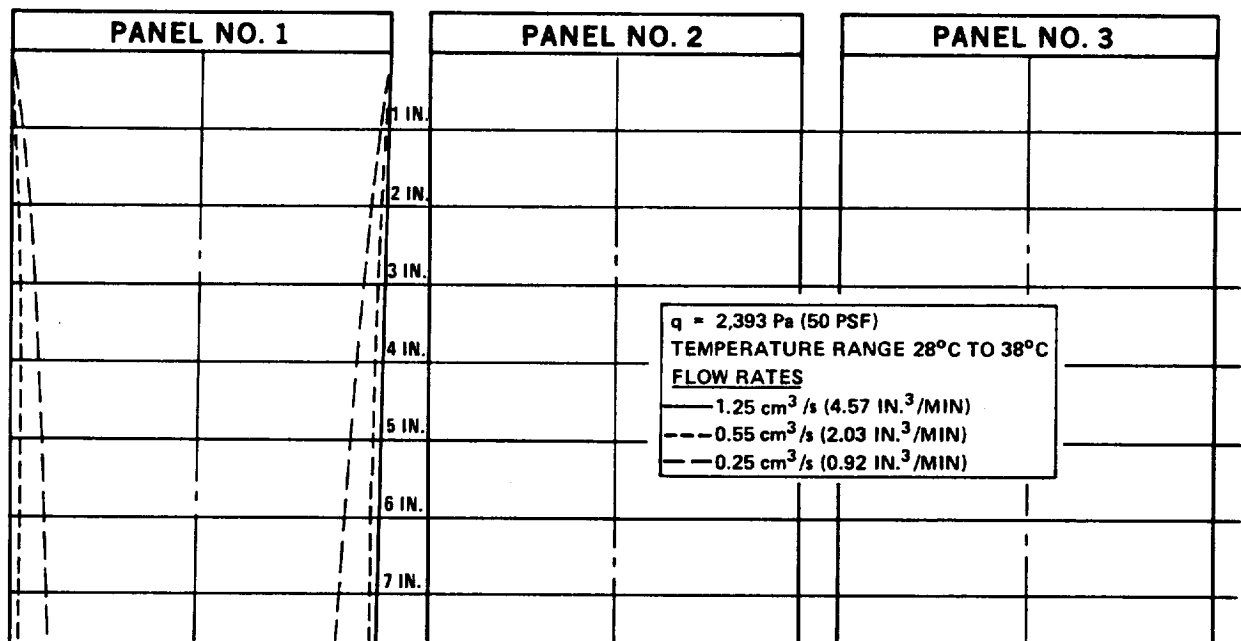 PANEL NO. 1
PANEL NO. 2
PANEL NO. 3
1 IN.
2 IN.
3 IN.
4 IN.
5 IN.
6 IN.
7 IN.
q = 2,393 Pa (50 PSF)
TEMPERATURE RANGE 28°C TO 38°C
FLOW RATES
1.25 cm³/s (4.57 IN.³/MIN)
0.55 cm³/s (2.03 IN.³/MIN)
0.25 cm³/s (0.92 IN.³/MIN)